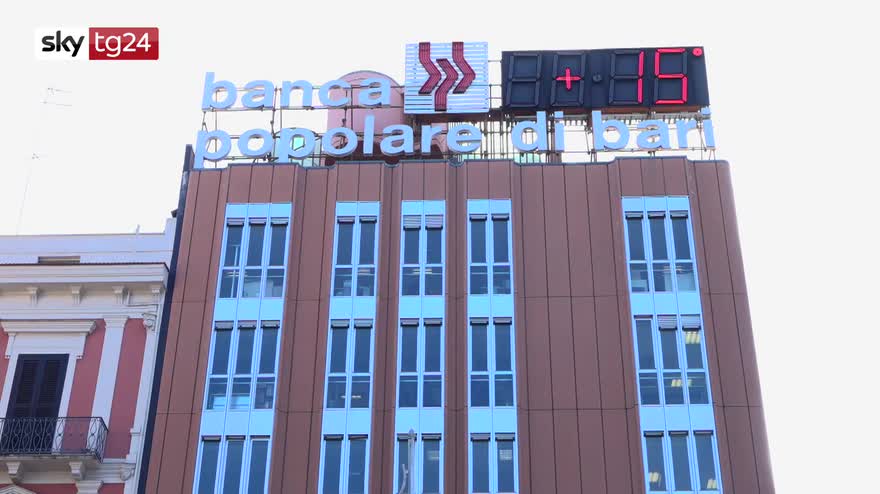 sky tg24
banca
+ 15°
popolare di bari